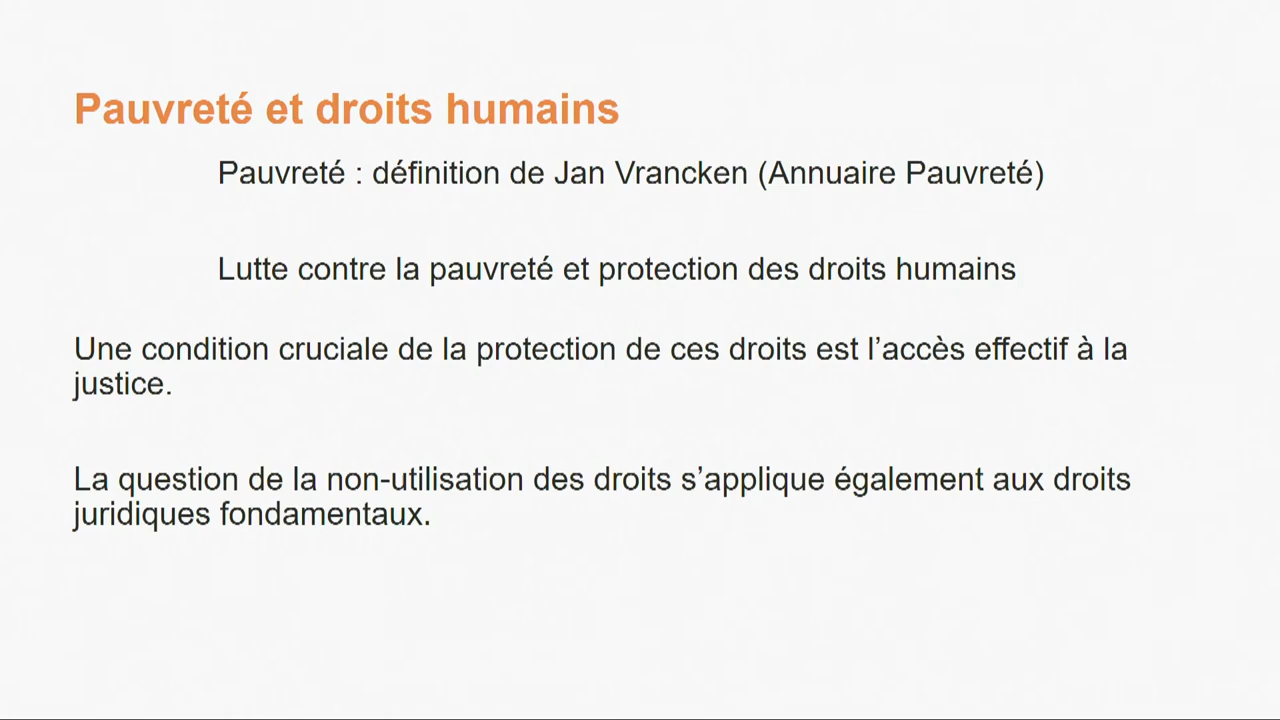 Pauvreté et droits humains
Pauvreté : définition de Jan Vrancken (Annuaire Pauvreté)
Lutte contre la pauvreté et protection des droits humains
Une condition cruciale de la protection de ces droits est l’accès effectif à la
justice.
La question de la non-utilisation des droits s’applique également aux droits
juridiques fondamentaux.